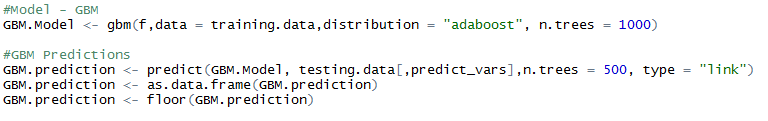 #Model - GBM
GBM.Model <- gbm(f,data = training.data,distribution = "adaboost", n.trees = 1000)
#GBM Predictions
GBM.prediction <- predict(GBM.Model, testing.data[,predict_vars],n.trees = 500, type = "link")
GBM.prediction <- as.data.frame(GBM.prediction)
GBM.prediction <- floor(GBM.prediction)